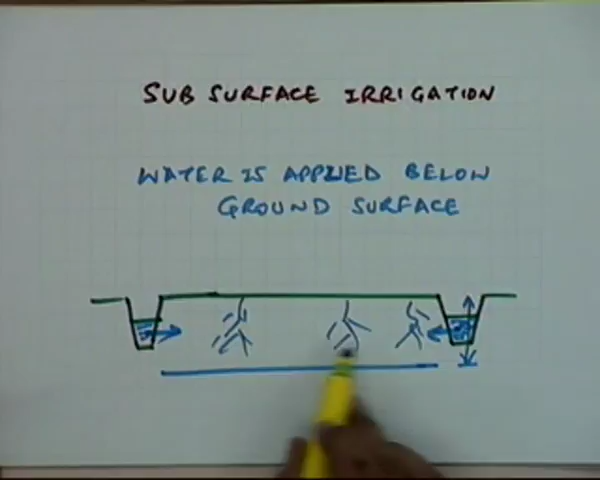 SUB SURFACE IRRIGATION
WATER IS APPLIED BELOW
GROUND SURFACE